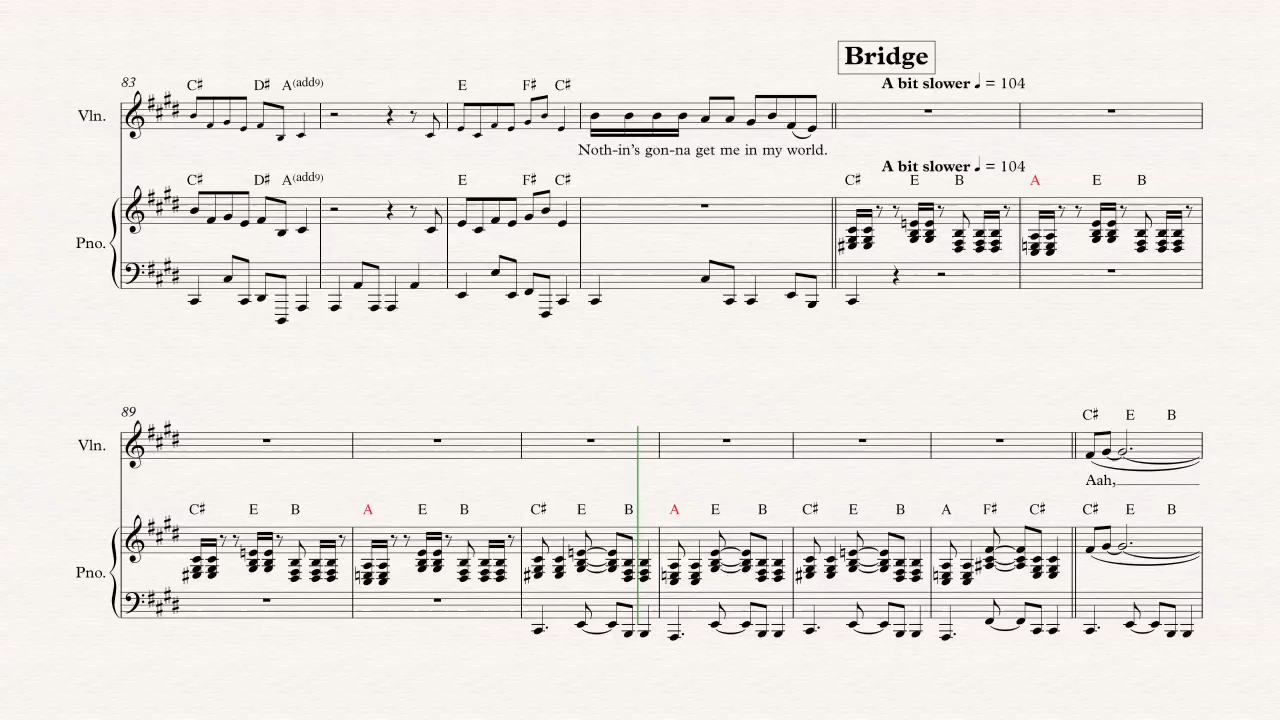 Bridge
83
C♯ D♯ A(add9) E F♯ C♯ A bit slower ♩ = 104
Vln.
Noth-in's gon-na get me in my world.
A bit slower ♩ = 104
C♯ D♯ A(add9) E F♯ C♯ C♯ E B A E B
Pno.
89
C♯ E B
Vln.
Aah,
C♯ E B A E B C♯ E B A E B C♯ E B A F♯ C♯ C♯ E B
Pno.